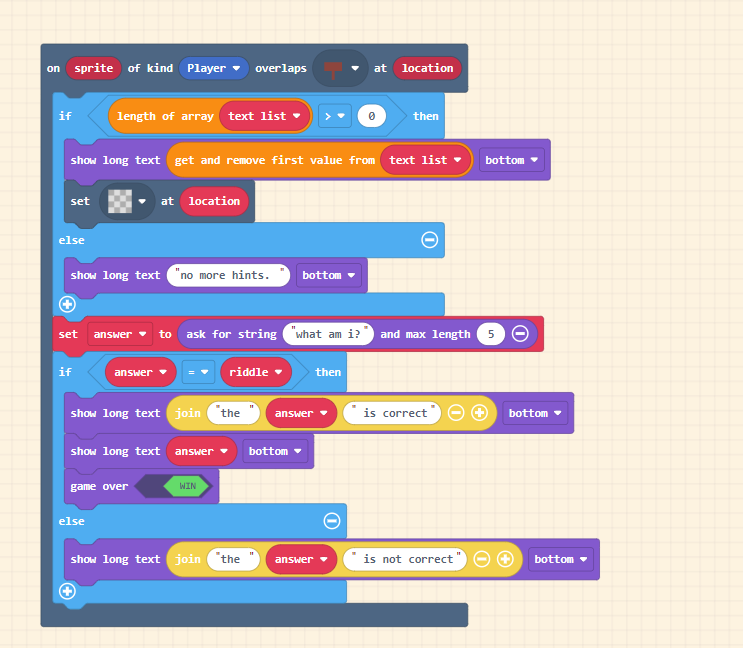 on sprite of kind Player overlaps at location
if length of array text list > 0 then
show long text get and remove first value from text list bottom
set at location
else
show long text "no more hints. " bottom
set answer to ask for string "what am i?" and max length 5
if answer = riddle then
show long text join "the " answer " is correct" bottom
show long text answer bottom
game over WIN
else
show long text join "the " answer " is not correct" bottom